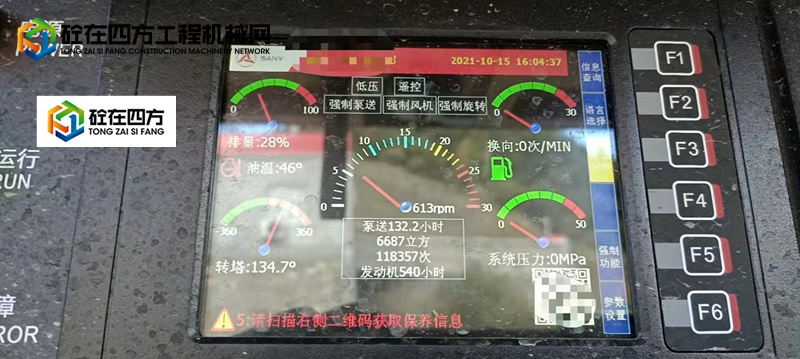 砼在四方工程机械网
TONG ZAI SI FANG CONSTRUCTION MACHINERY NETWORK
砼在四方
TONG ZAI SI FANG
运行
RUN
障
ROR
SANY
2021-10-15 16:04:37
低压 遥控
强制泵送 强制风机 强制旋转
0 100
排量:28%
油温:46°
0 5 10 15 20 25 30
613rpm
0 30
换向:0次/MIN
-360 360
转塔:134.7°
泵送132.2小时
6687立方
118357次
发动机540小时
0 50
系统压力:0MPa
5:请扫描右侧二维码获取保养信息
信息
查询
语言
选择
强制
功能
参数
设置
F1
F2
F3
F4
F5
F6